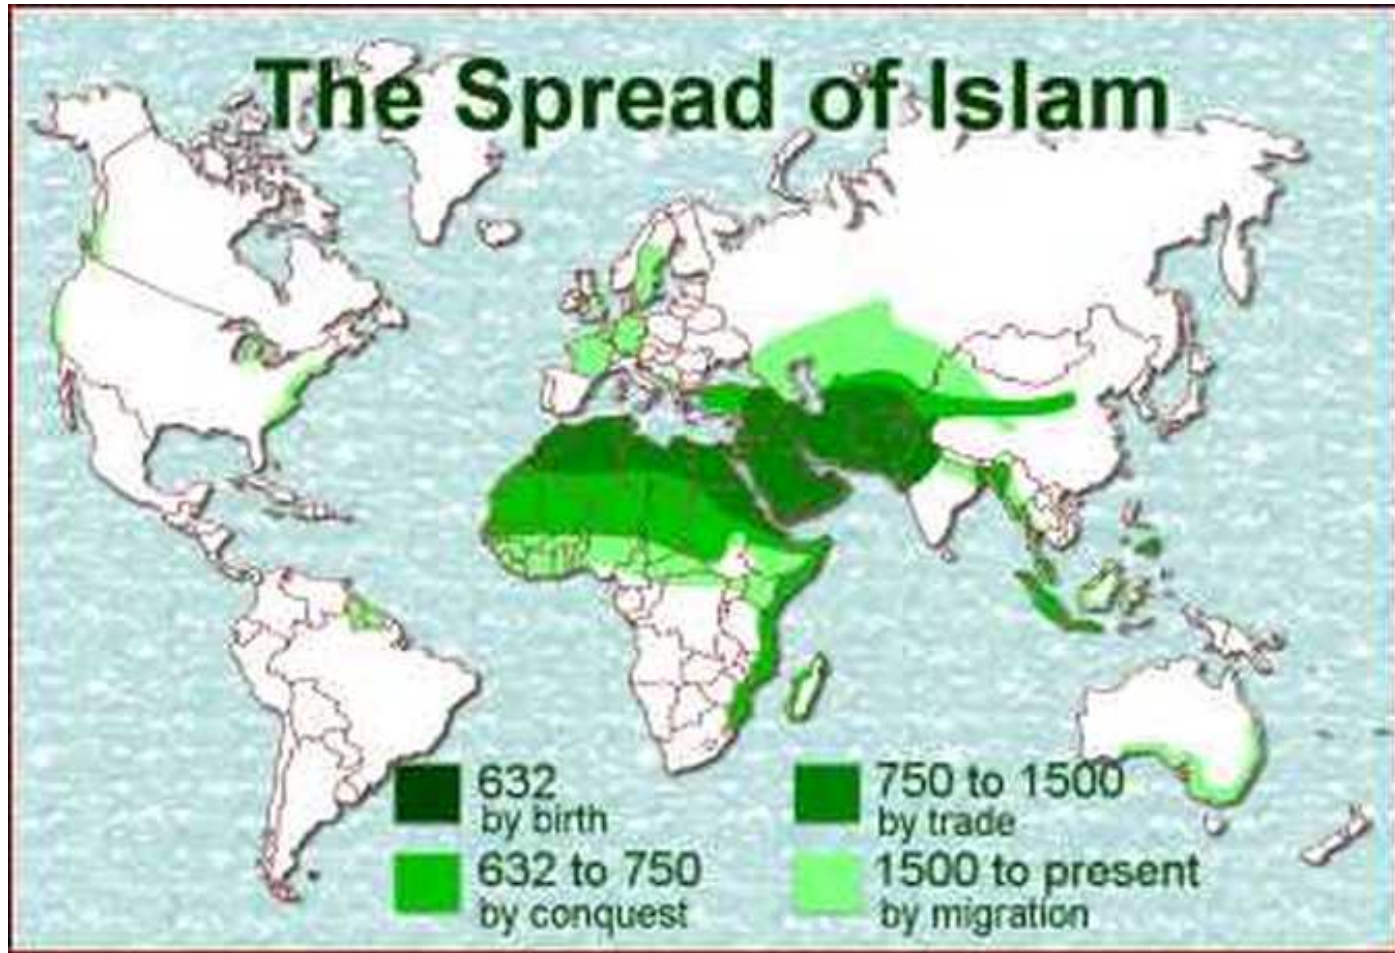 The Spread of Islam
632
by birth
632 to 750
by conquest
750 to 1500
by trade
1500 to present
by migration